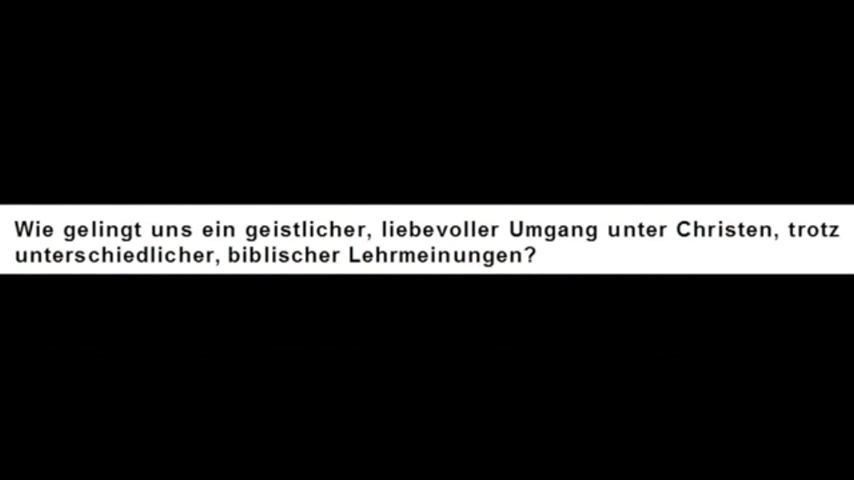 Wie gelingt uns ein geistlicher, liebevoller Umgang unter Christen, trotz
unterschiedlicher, biblischer Lehrmeinungen?